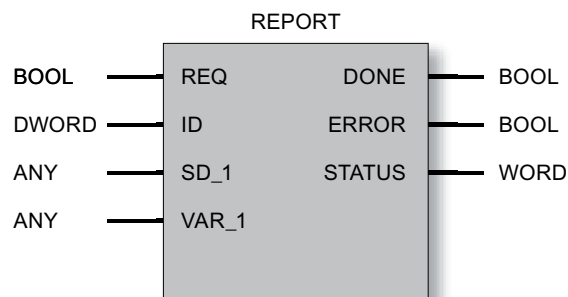 REPORT
BOOL REQ DONE BOOL
DWORD ID ERROR BOOL
ANY SD_1 STATUS WORD
ANY VAR_1